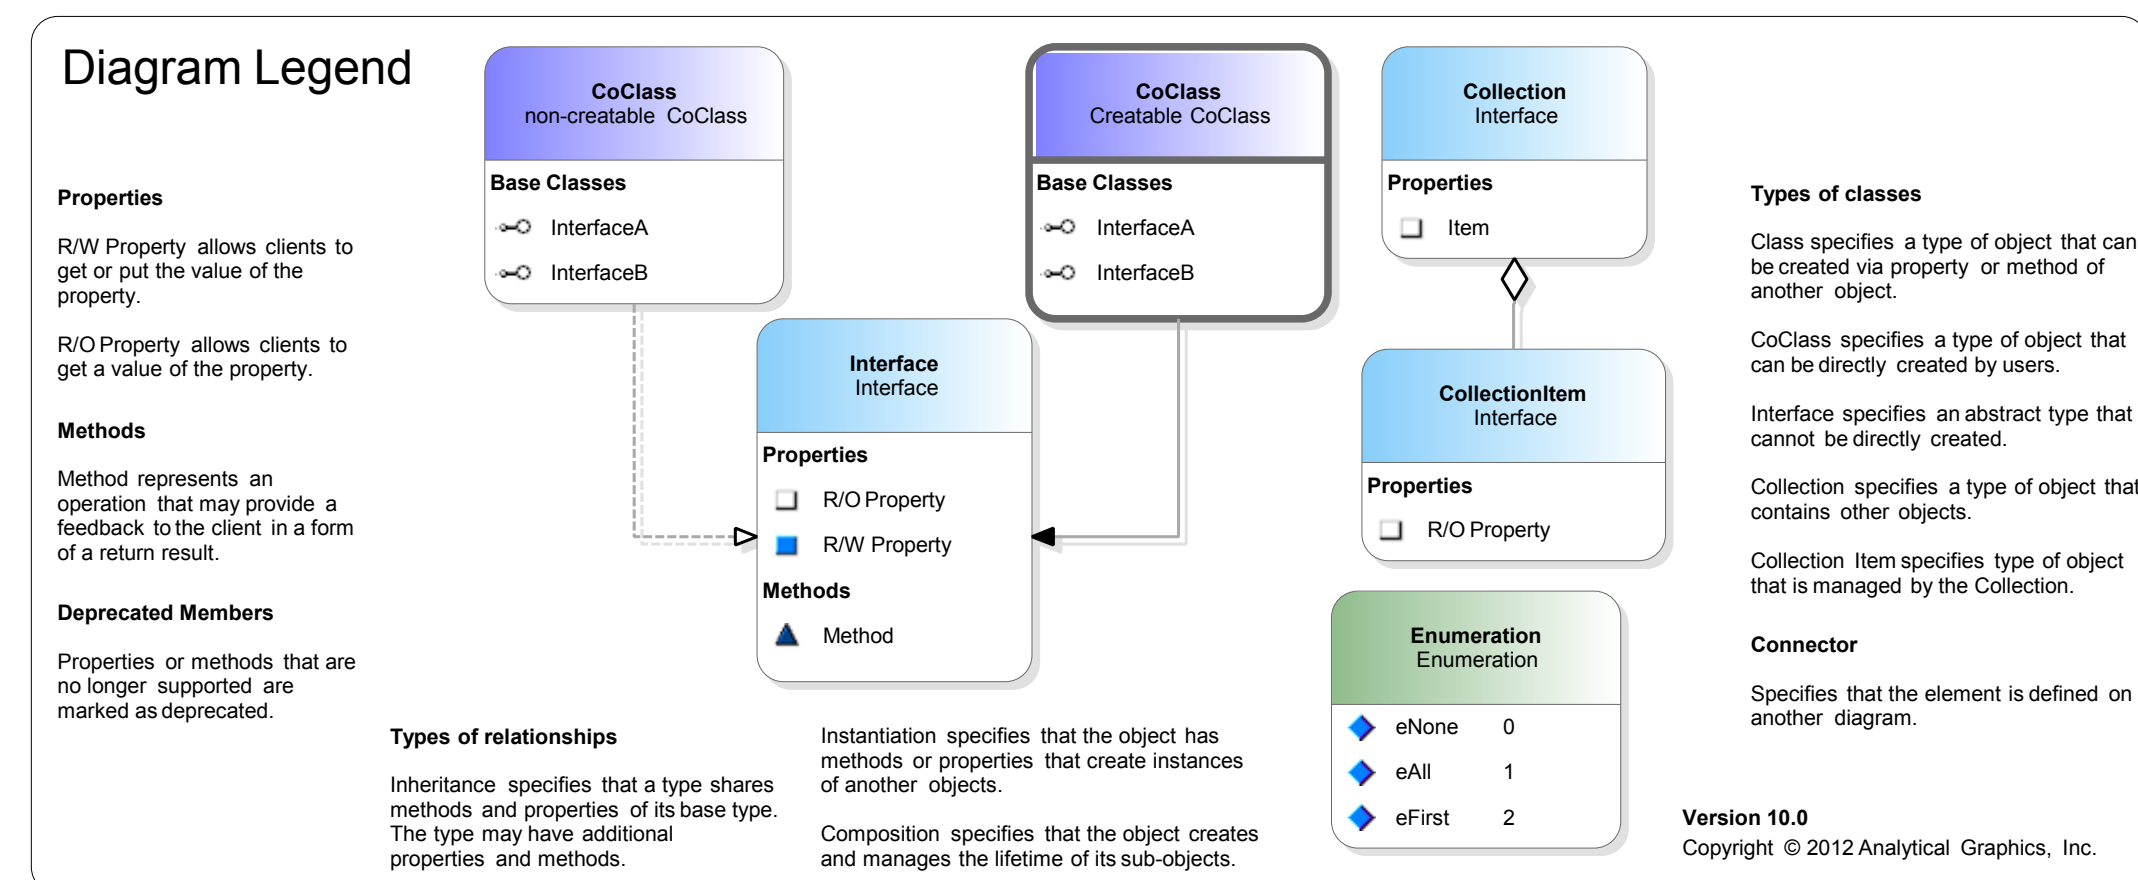 Diagram Legend
Properties
R/W Property allows clients to
get or put the value of the
property.
R/O Property allows clients to
get a value of the property.
Methods
Method represents an
operation that may provide a
feedback to the client in a form
of a return result.
Deprecated Members
Properties or methods that are
no longer supported are
marked as deprecated.
CoClass
non-creatable CoClass
Base Classes
InterfaceA
InterfaceB
Interface
Interface
Properties
R/O Property
R/W Property
Methods
Method
CoClass
Creatable CoClass
Base Classes
InterfaceA
InterfaceB
Collection
Interface
Properties
Item
CollectionItem
Interface
Properties
R/O Property
Enumeration
Enumeration
eNone 0
eAll 1
eFirst 2
Types of relationships
Inheritance specifies that a type shares
methods and properties of its base type.
The type may have additional
properties and methods.
Instantiation specifies that the object has
methods or properties that create instances
of another objects.
Composition specifies that the object creates
and manages the lifetime of its sub-objects.
Types of classes
Class specifies a type of object that can
be created via property or method of
another object.
CoClass specifies a type of object that
can be directly created by users.
Interface specifies an abstract type that
cannot be directly created.
Collection specifies a type of object that
contains other objects.
Collection Item specifies type of object
that is managed by the Collection.
Connector
Specifies that the element is defined on
another diagram.
Version 10.0
Copyright © 2012 Analytical Graphics, Inc.